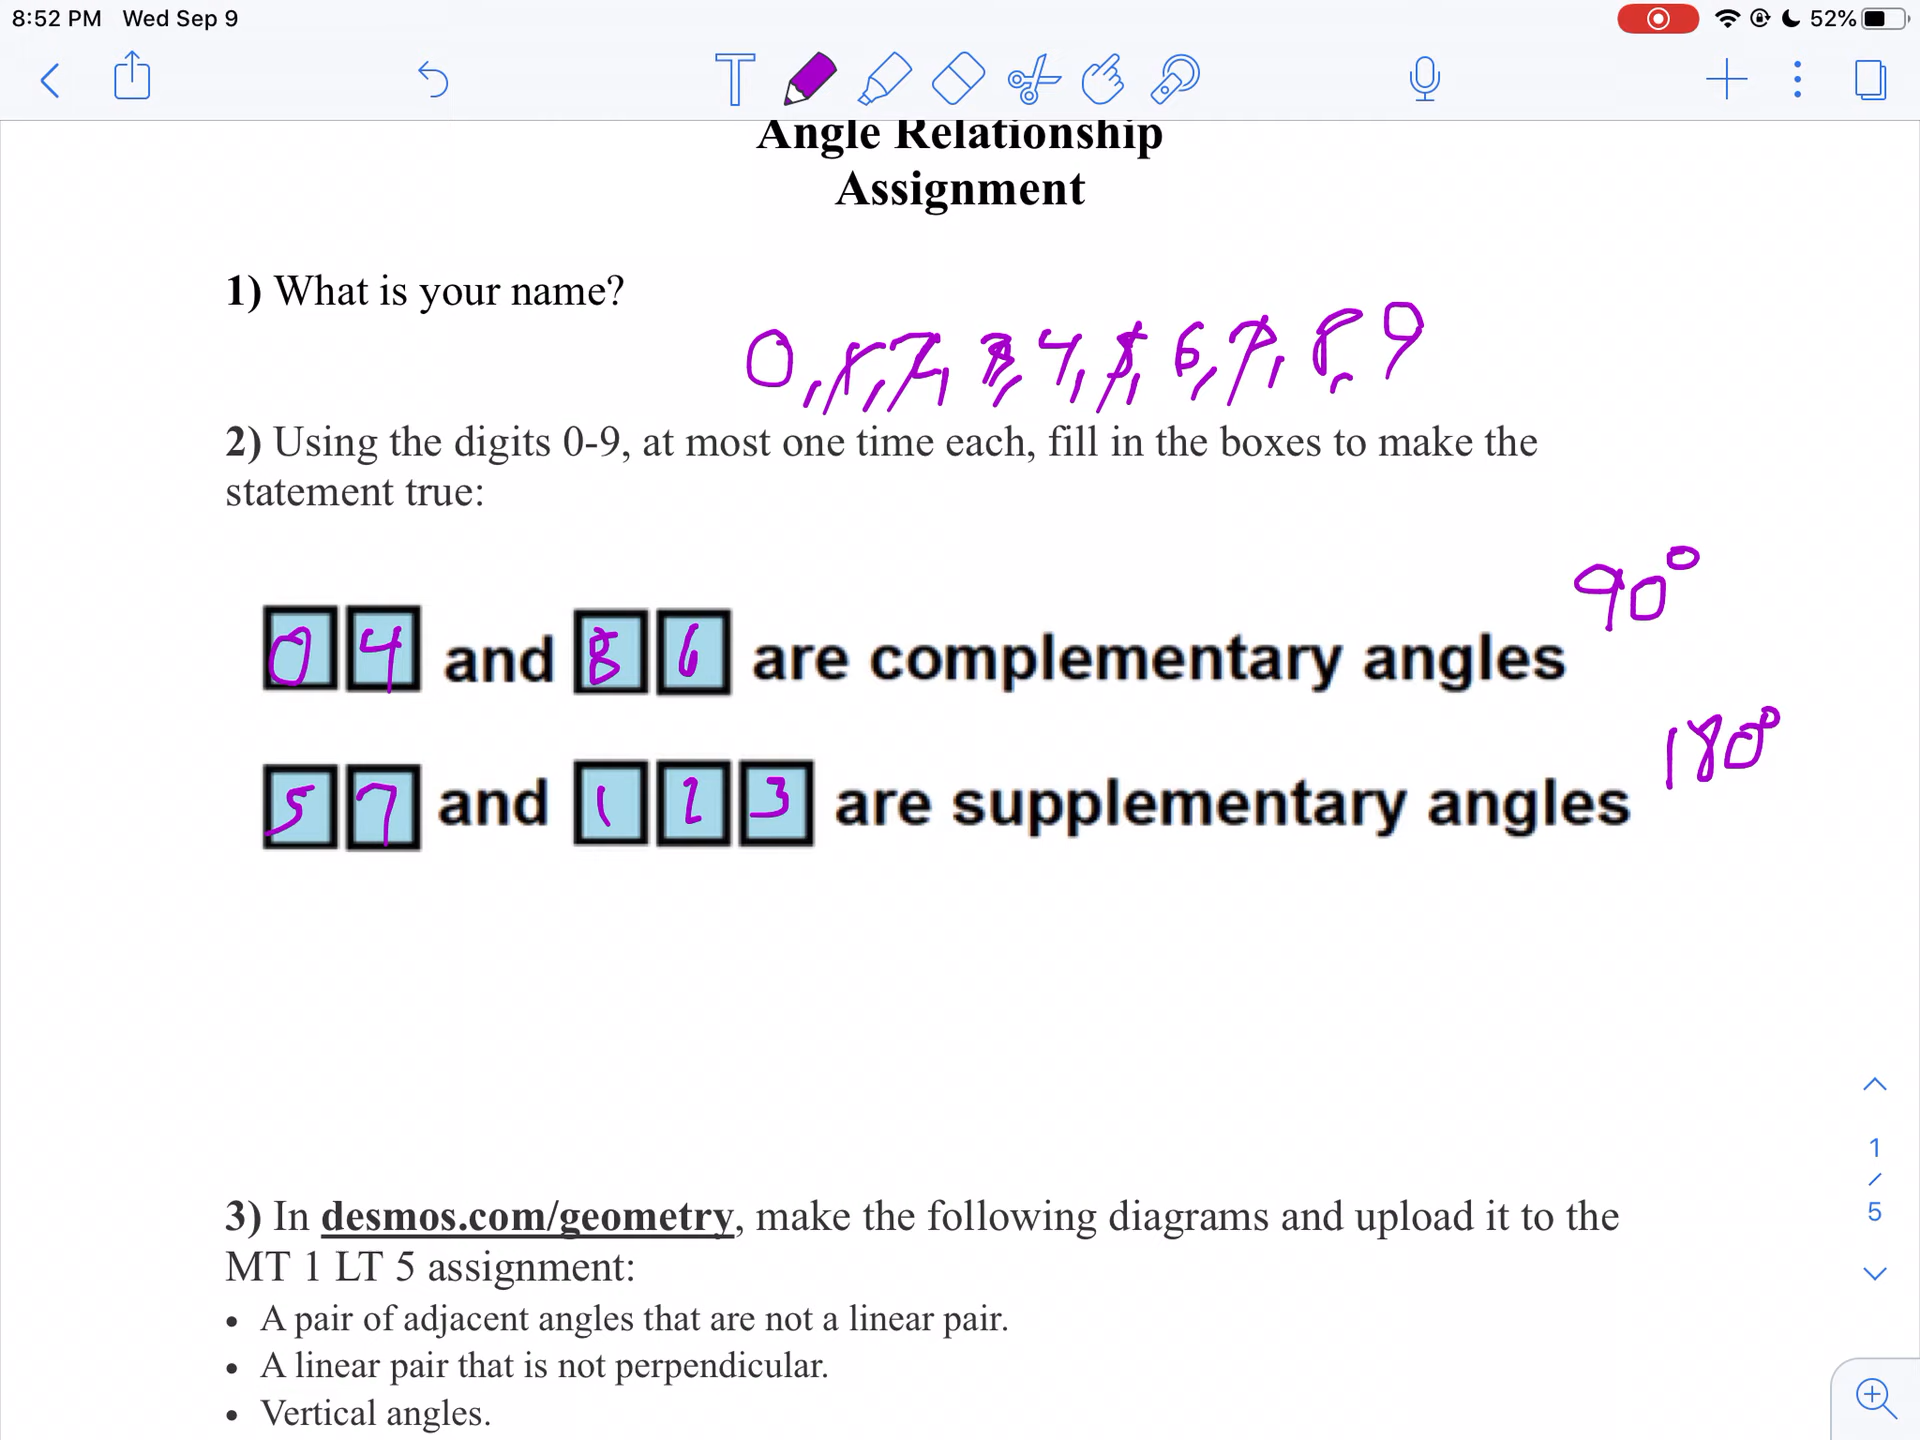 8:52 PM Wed Sep 9 52%
Angle Relationship
Assignment
1) What is your name?
0, 1, 2, 3, 4, 5, 6, 7, 8, 9
2) Using the digits 0-9, at most one time each, fill in the boxes to make the
statement true:
90°
0 4 and 8 6 are complementary angles
180°
5 7 and 1 2 3 are supplementary angles
3) In desmos.com/geometry, make the following diagrams and upload it to the
MT 1 LT 5 assignment:
• A pair of adjacent angles that are not a linear pair.
• A linear pair that is not perpendicular.
• Vertical angles.
1
/
5